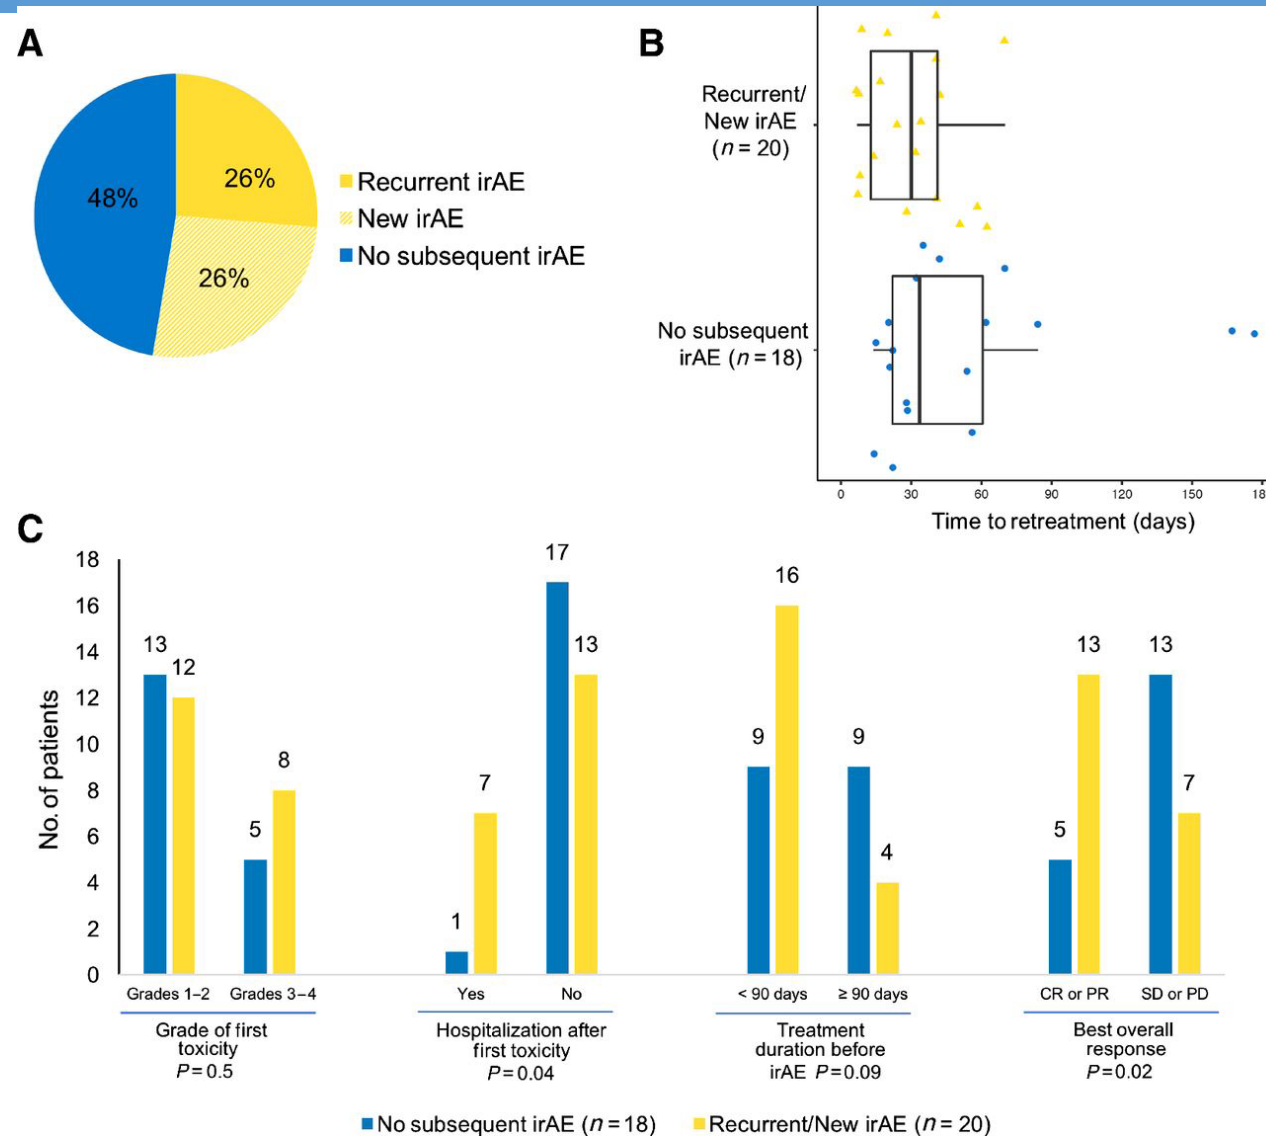 A
48%
26%
26%
Recurrent irAE
New irAE
No subsequent irAE
B
Recurrent/
New irAE
(n = 20)
No subsequent
irAE (n = 18)
0 30 60 90 120 150 18
Time to retreatment (days)
C
No. of patients
18
16
14
12
10
8
6
4
2
0
13 12 5 8
1 7 17 13
9 16 9 4
5 13 13 7
Grades 1–2 Grades 3–4
Grade of first
toxicity
P = 0.5
Yes No
Hospitalization after
first toxicity
P = 0.04
< 90 days ≥ 90 days
Treatment
duration before
irAE P = 0.09
CR or PR SD or PD
Best overall
response
P = 0.02
No subsequent irAE (n = 18) Recurrent/New irAE (n = 20)